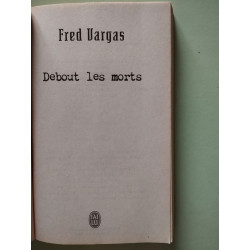 Fred Vargas
Debout les morts
J'AI
LU